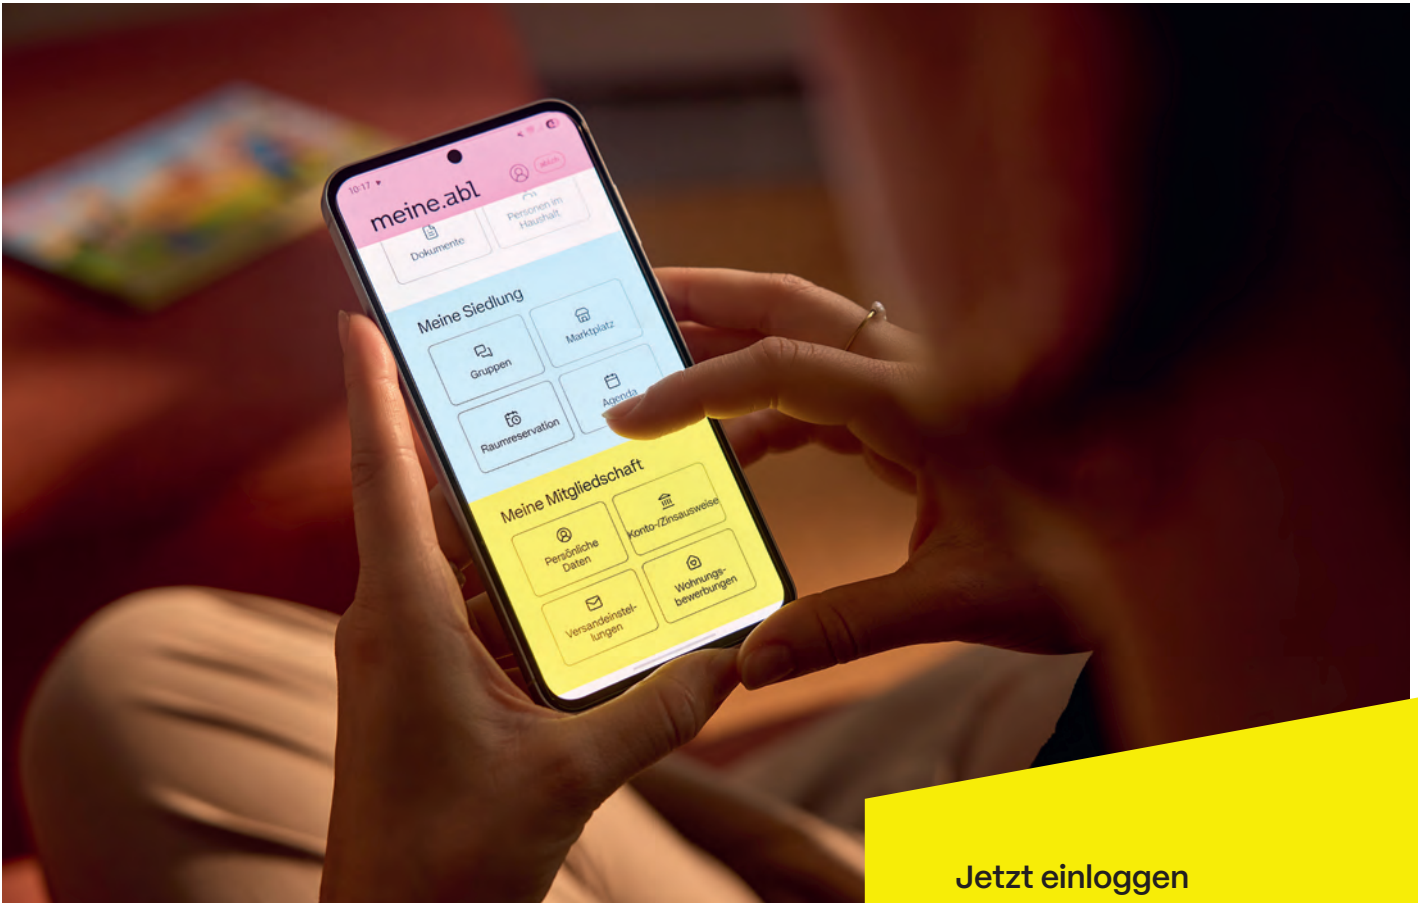 10:17
meine.abl
Dokumente
Personen im
Haushalt
Meine Siedlung
Gruppen
Marktplatz
Raumreservation
Agenda
Meine Mitgliedschaft
Persönliche
Daten
Konto-/Zinsausweise
Versandeinstel-
lungen
Wohnungs-
bewerbungen
Jetzt einloggen